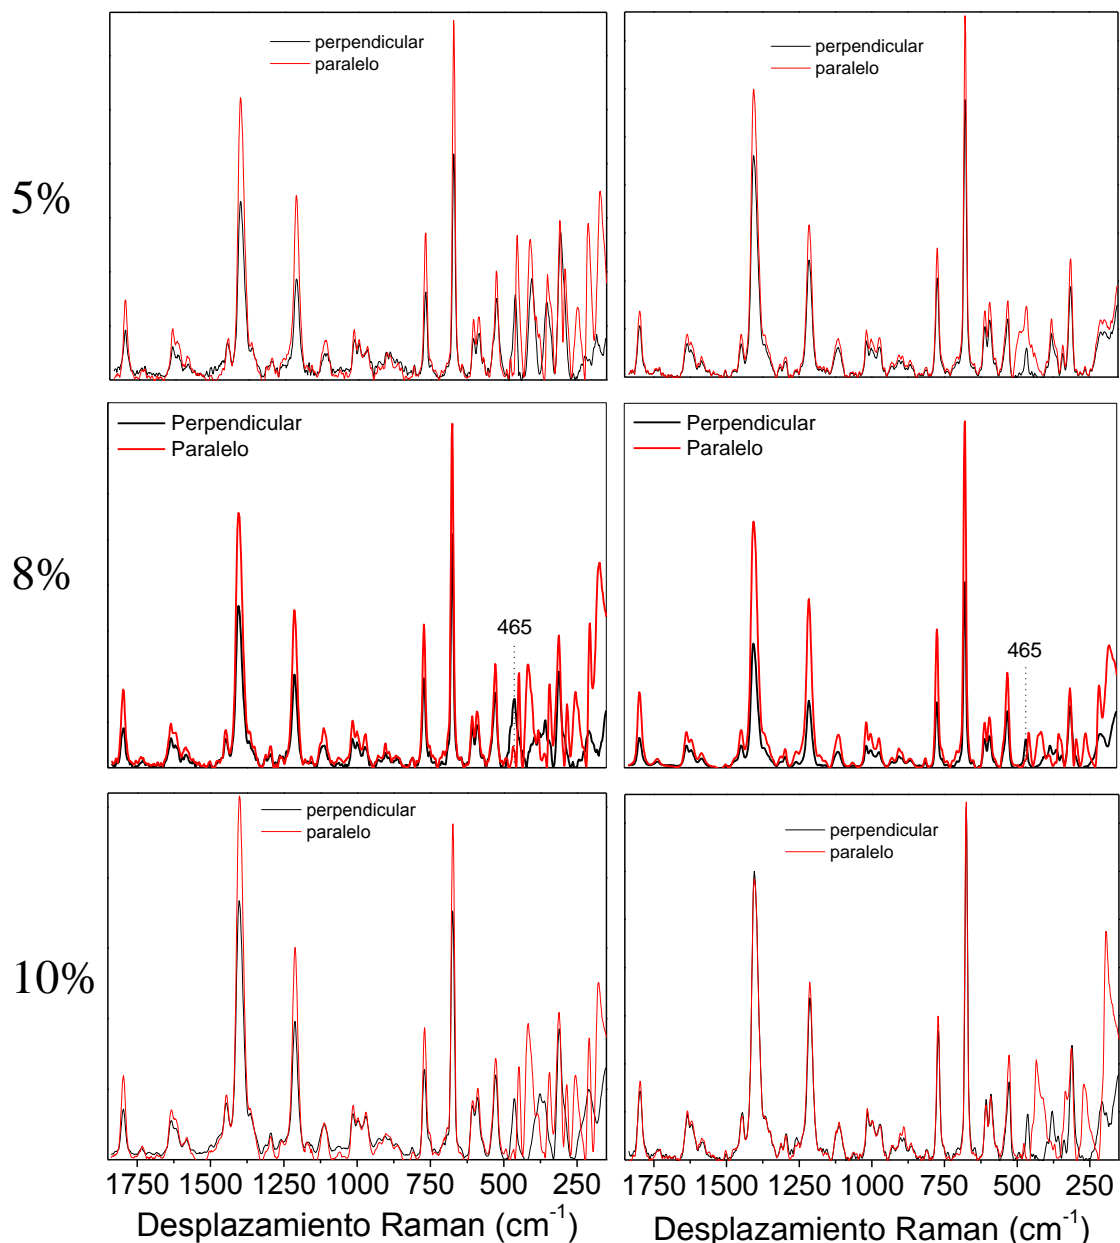 perpendicular
paralelo
perpendicular
paralelo
5%
Perpendicular
Paralelo
465
Perpendicular
Paralelo
465
8%
perpendicular
paralelo
perpendicular
paralelo
10%
1750 1500 1250 1000 750 500 250
1750 1500 1250 1000 750 500 250
Desplazamiento Raman (cm⁻¹)
Desplazamiento Raman (cm⁻¹)